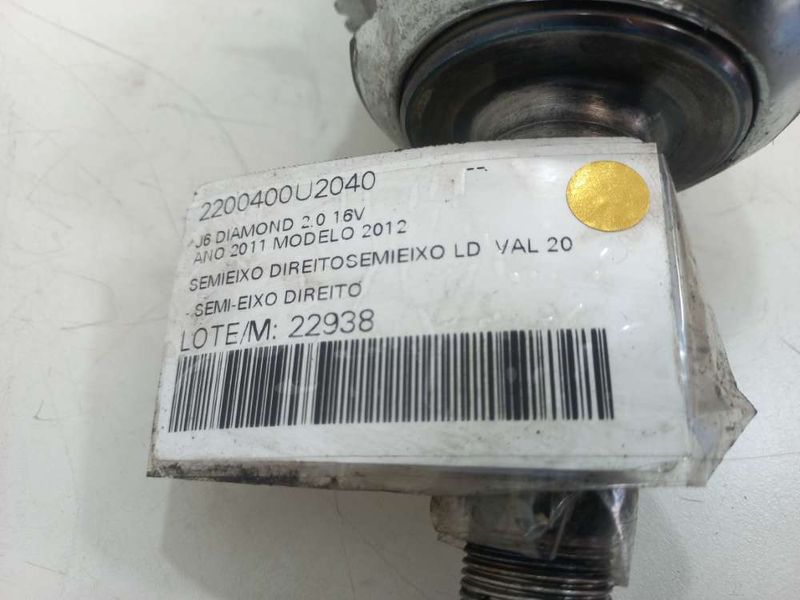 2200400U2040
J6 DIAMOND 2.0 16V
ANO 2011 MODELO 2012
SEMIEIXO DIREITOSEMIEIXO LD VAL 20
SEMI-EIXO DIREITO
LOTE/M: 22938